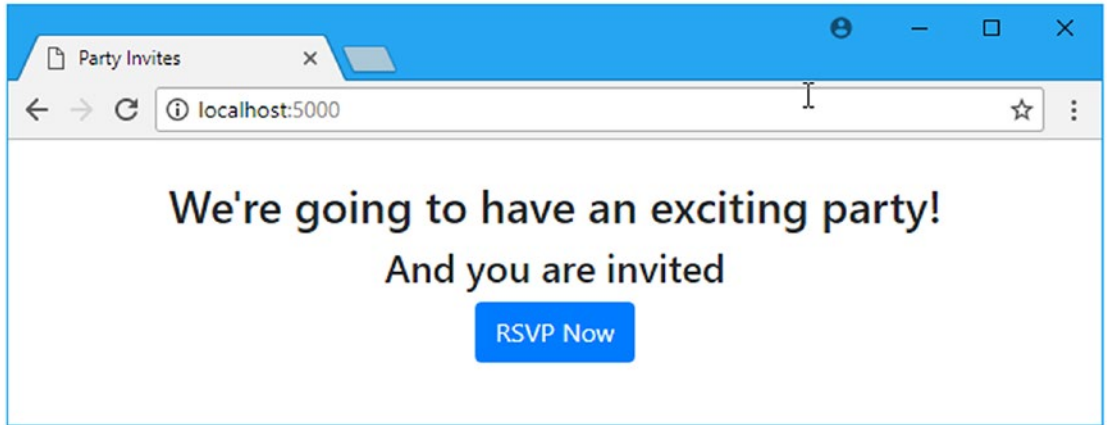 Party Invites
localhost:5000
We're going to have an exciting party!
And you are invited
RSVP Now